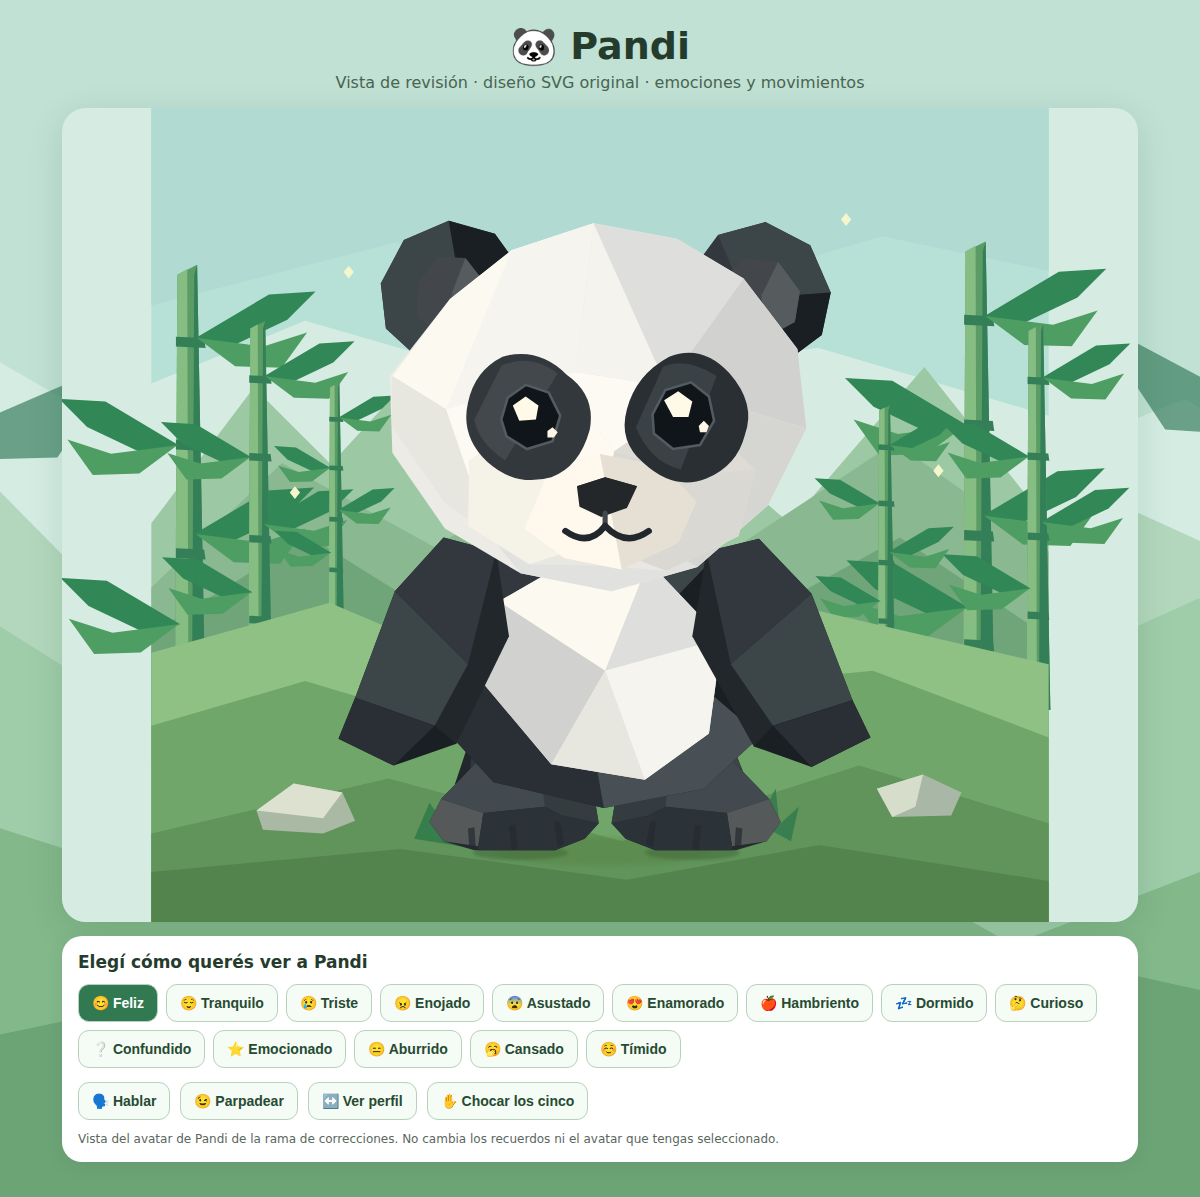 🐼 Pandi
Vista de revisión · diseño SVG original · emociones y movimientos
Elegí cómo querés ver a Pandi
😊 Feliz 😌 Tranquilo 😢 Triste 😠 Enojado 😨 Asustado 😍 Enamorado 🍎 Hambriento 💤 Dormido 🤔 Curioso
❔ Confundido ⭐ Emocionado 😑 Aburrido 🥱 Cansado ☺️ Tímido
🗣️ Hablar 😉 Parpadear ↔️ Ver perfil ✋ Chocar los cinco
Vista del avatar de Pandi de la rama de correcciones. No cambia los recuerdos ni el avatar que tengas seleccionado.